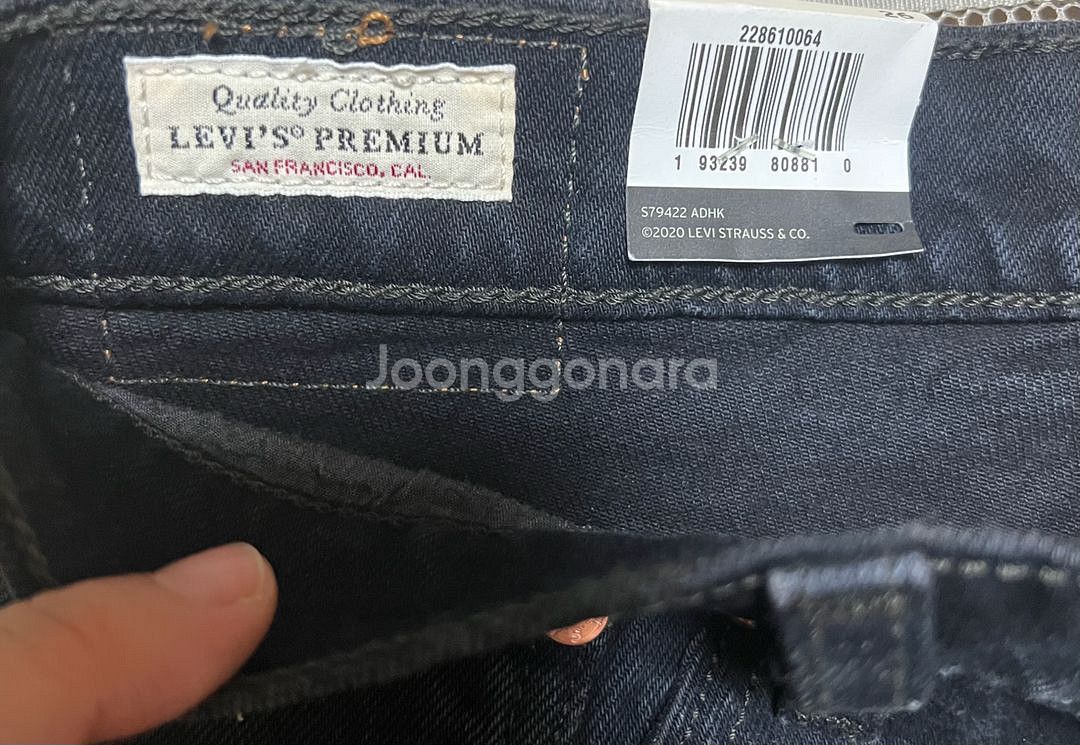 228610064
1 93239 80881 0
Quality Clothing
LEVI'S® PREMIUM
SAN FRANCISCO, CAL.
S79422 ADHK
©2020 LEVI STRAUSS & CO.
Joonggonara